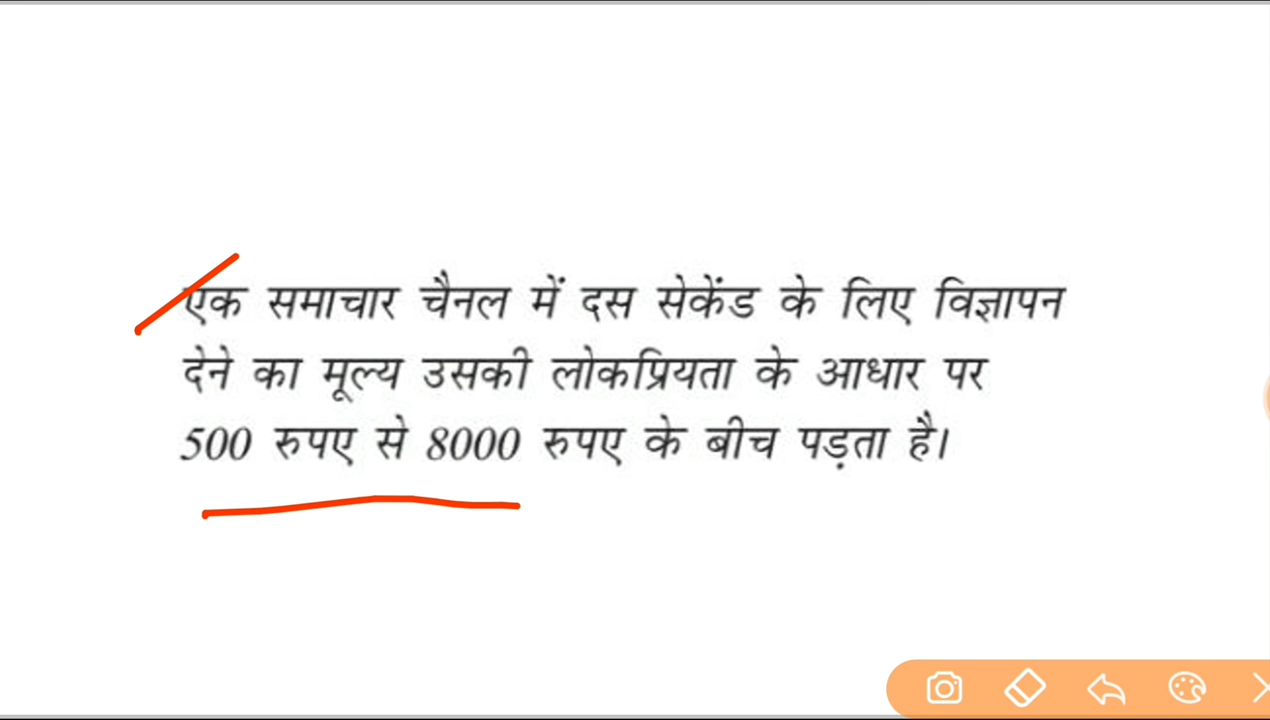 एक समाचार चैनल में दस सेकेंड के लिए विज्ञापन
देने का मूल्य उसकी लोकप्रियता के आधार पर
500 रुपए से 8000 रुपए के बीच पड़ता है।